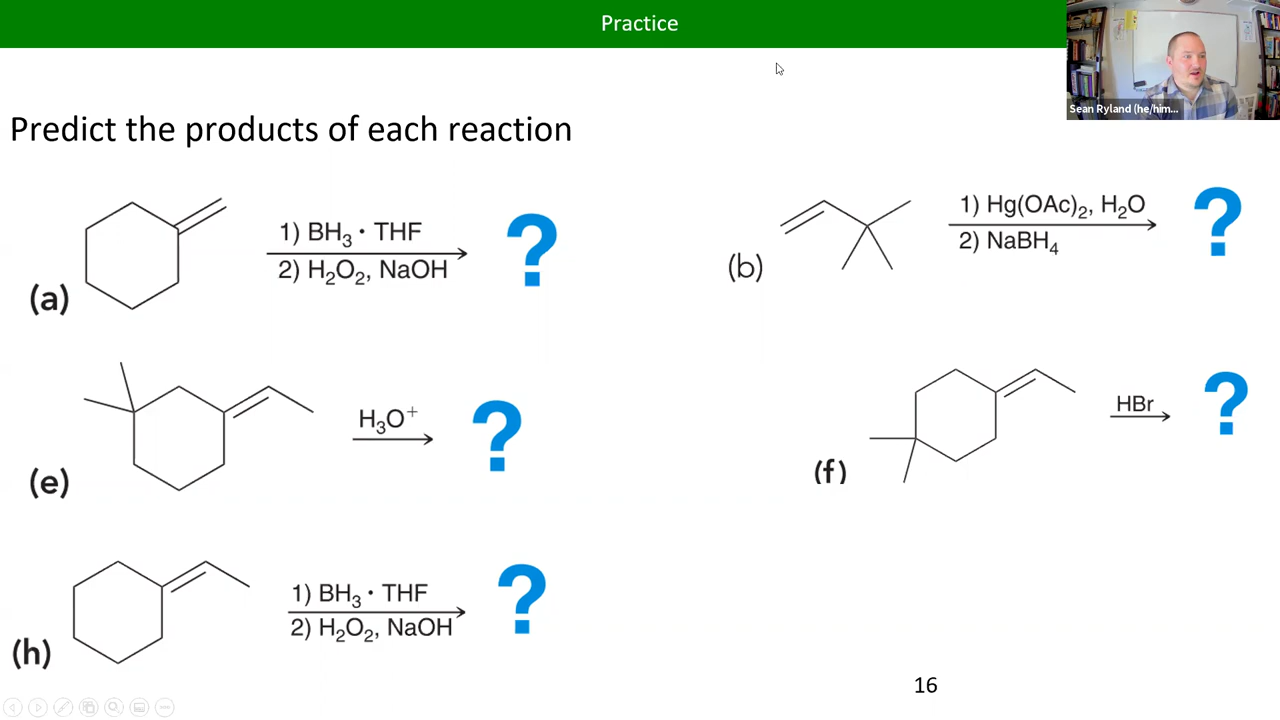 Practice
Sean Ryland (he/him...
Predict the products of each reaction
(a)
1) BH₃ • THF
2) H₂O₂, NaOH
?
(b)
1) Hg(OAc)₂, H₂O
2) NaBH₄
?
(e)
H₃O⁺
?
(f)
HBr
?
(h)
1) BH₃ • THF
2) H₂O₂, NaOH
?
16